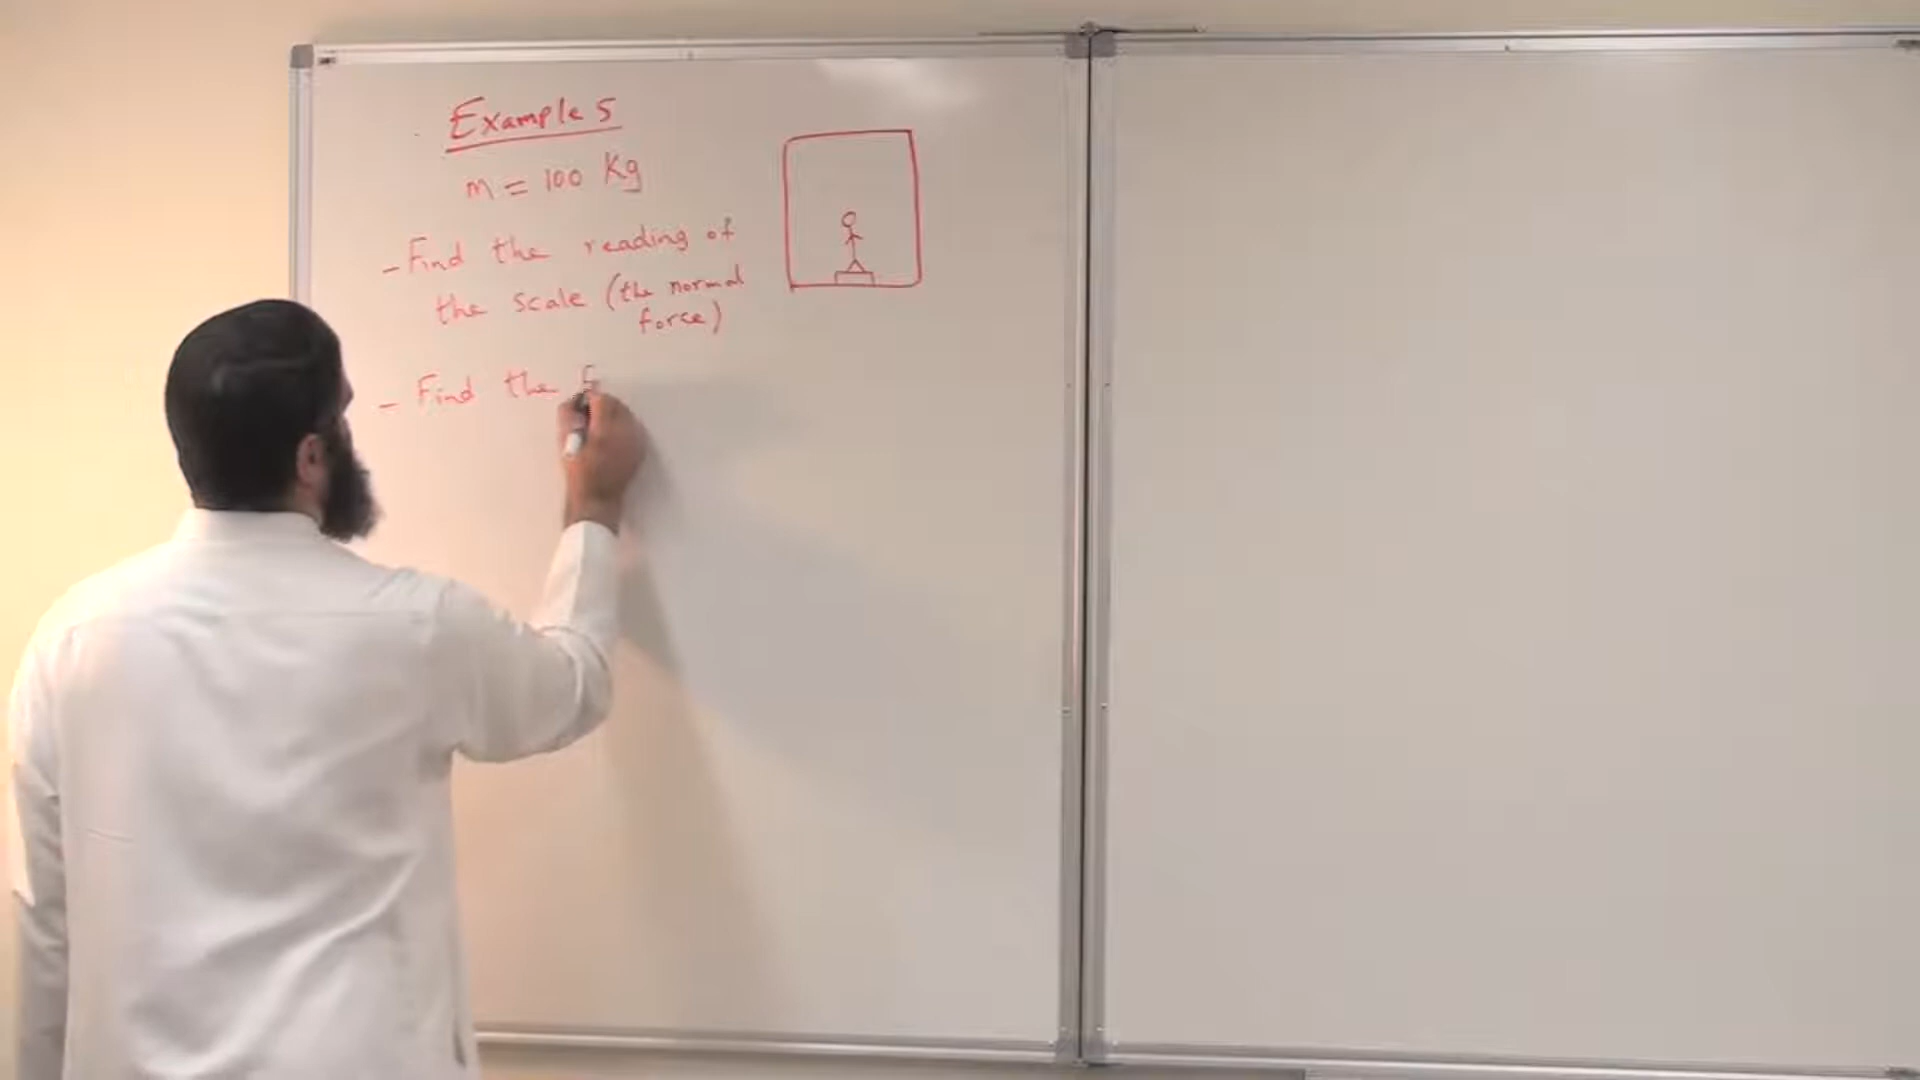 Example 5
m = 100 Kg
- Find the reading of
the scale (the normal
force)
- Find the